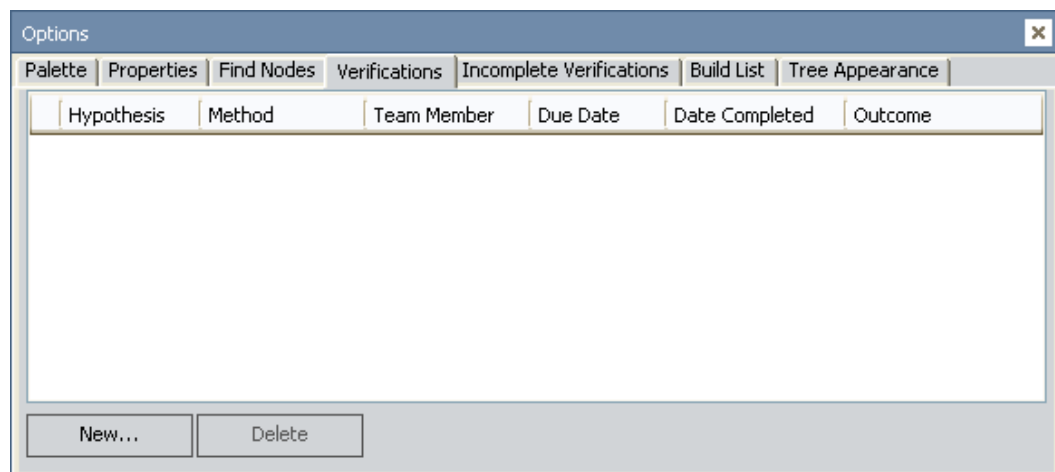 Options
Palette Properties Find Nodes Verifications Incomplete Verifications Build List Tree Appearance
Hypothesis Method Team Member Due Date Date Completed Outcome
New... Delete